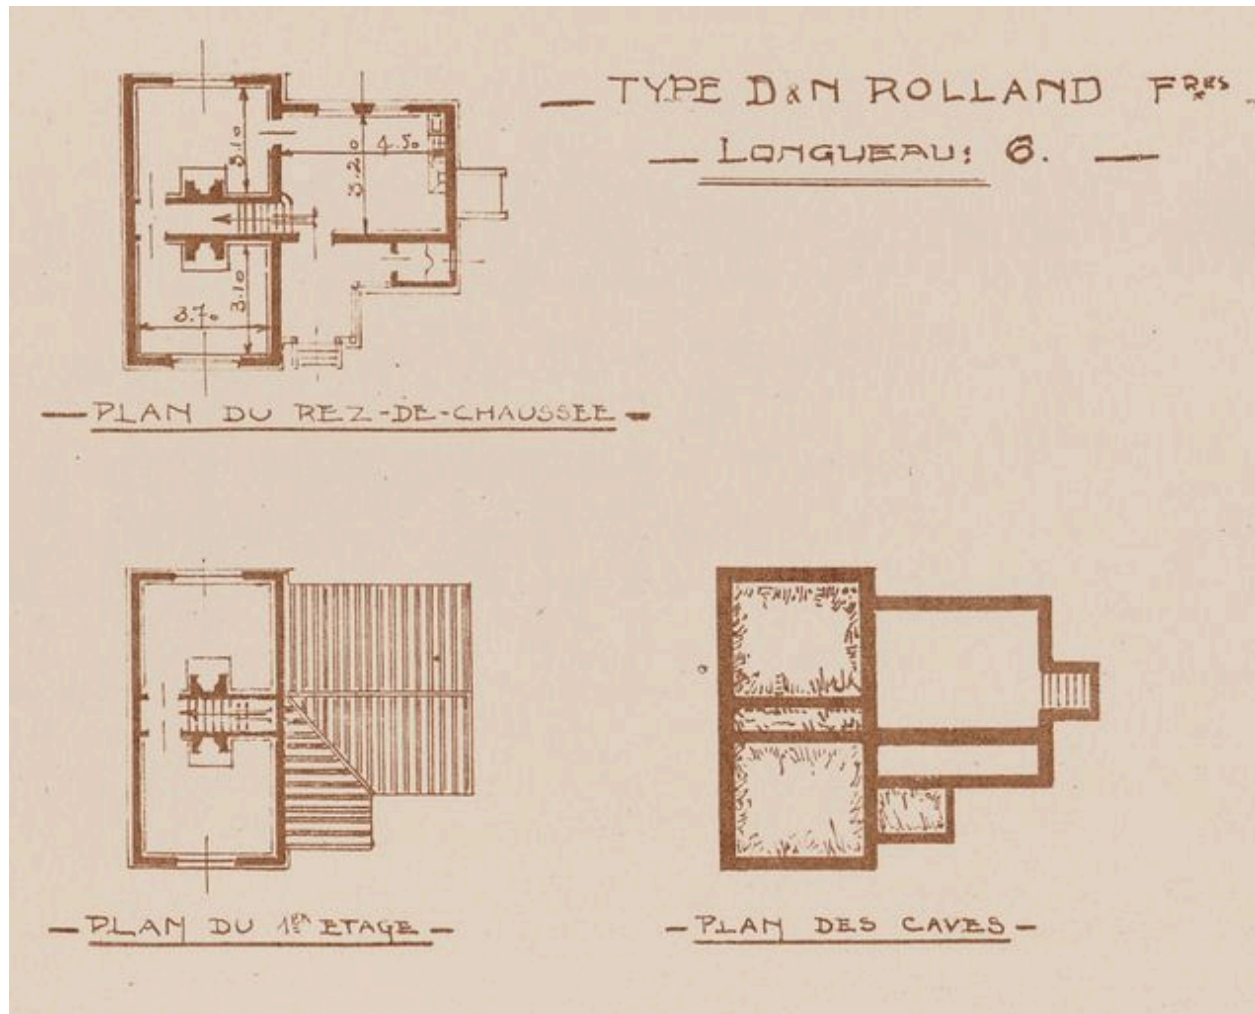 TYPE D&N ROLLAND FRES
LONGUEAU: 6.
3.10
4.50
3.20
3.10
3.70
PLAN DU REZ-DE-CHAUSSEE
PLAN DU 1ER ETAGE
PLAN DES CAVES